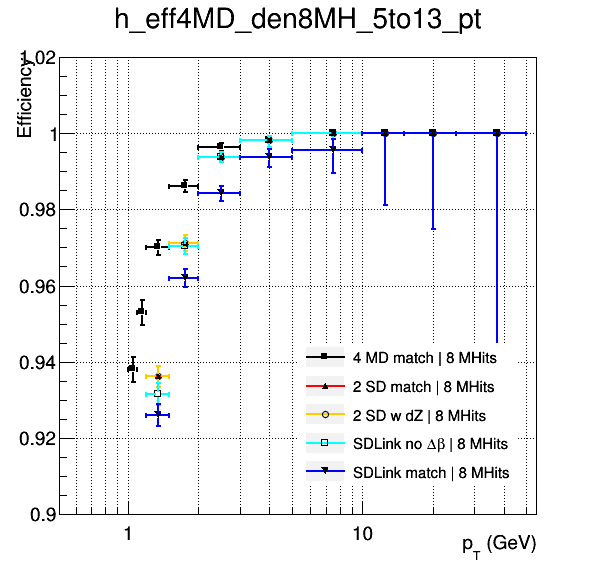 h_eff4MD_den8MH_5to13_pt
Efficiency
1.02
1
0.98
0.96
0.94
0.92
0.9
4 MD match | 8 MHits
2 SD match | 8 MHits
2 SD w dZ | 8 MHits
SDLink no Δβ | 8 MHits
SDLink match | 8 MHits
1
10
p_T (GeV)